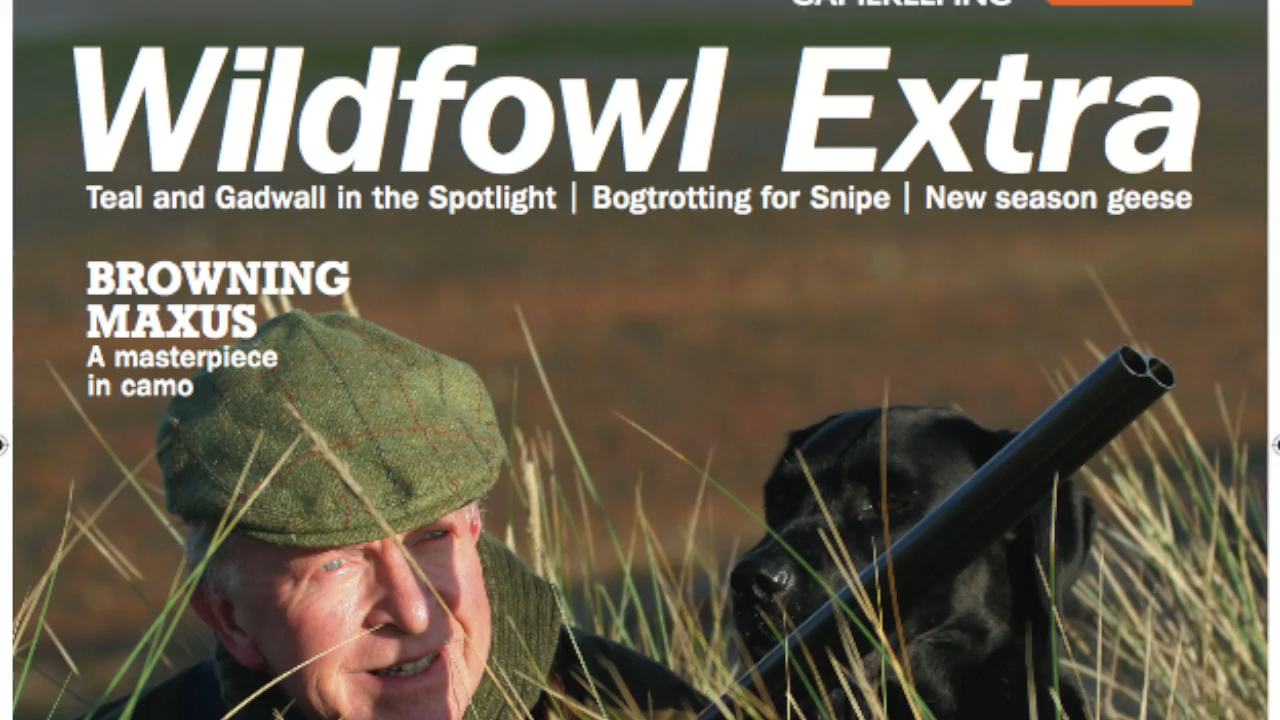 Wildfowl Extra
Teal and Gadwall in the Spotlight | Bogtrotting for Snipe | New season geese
BROWNING
MAXUS
A masterpiece
in camo